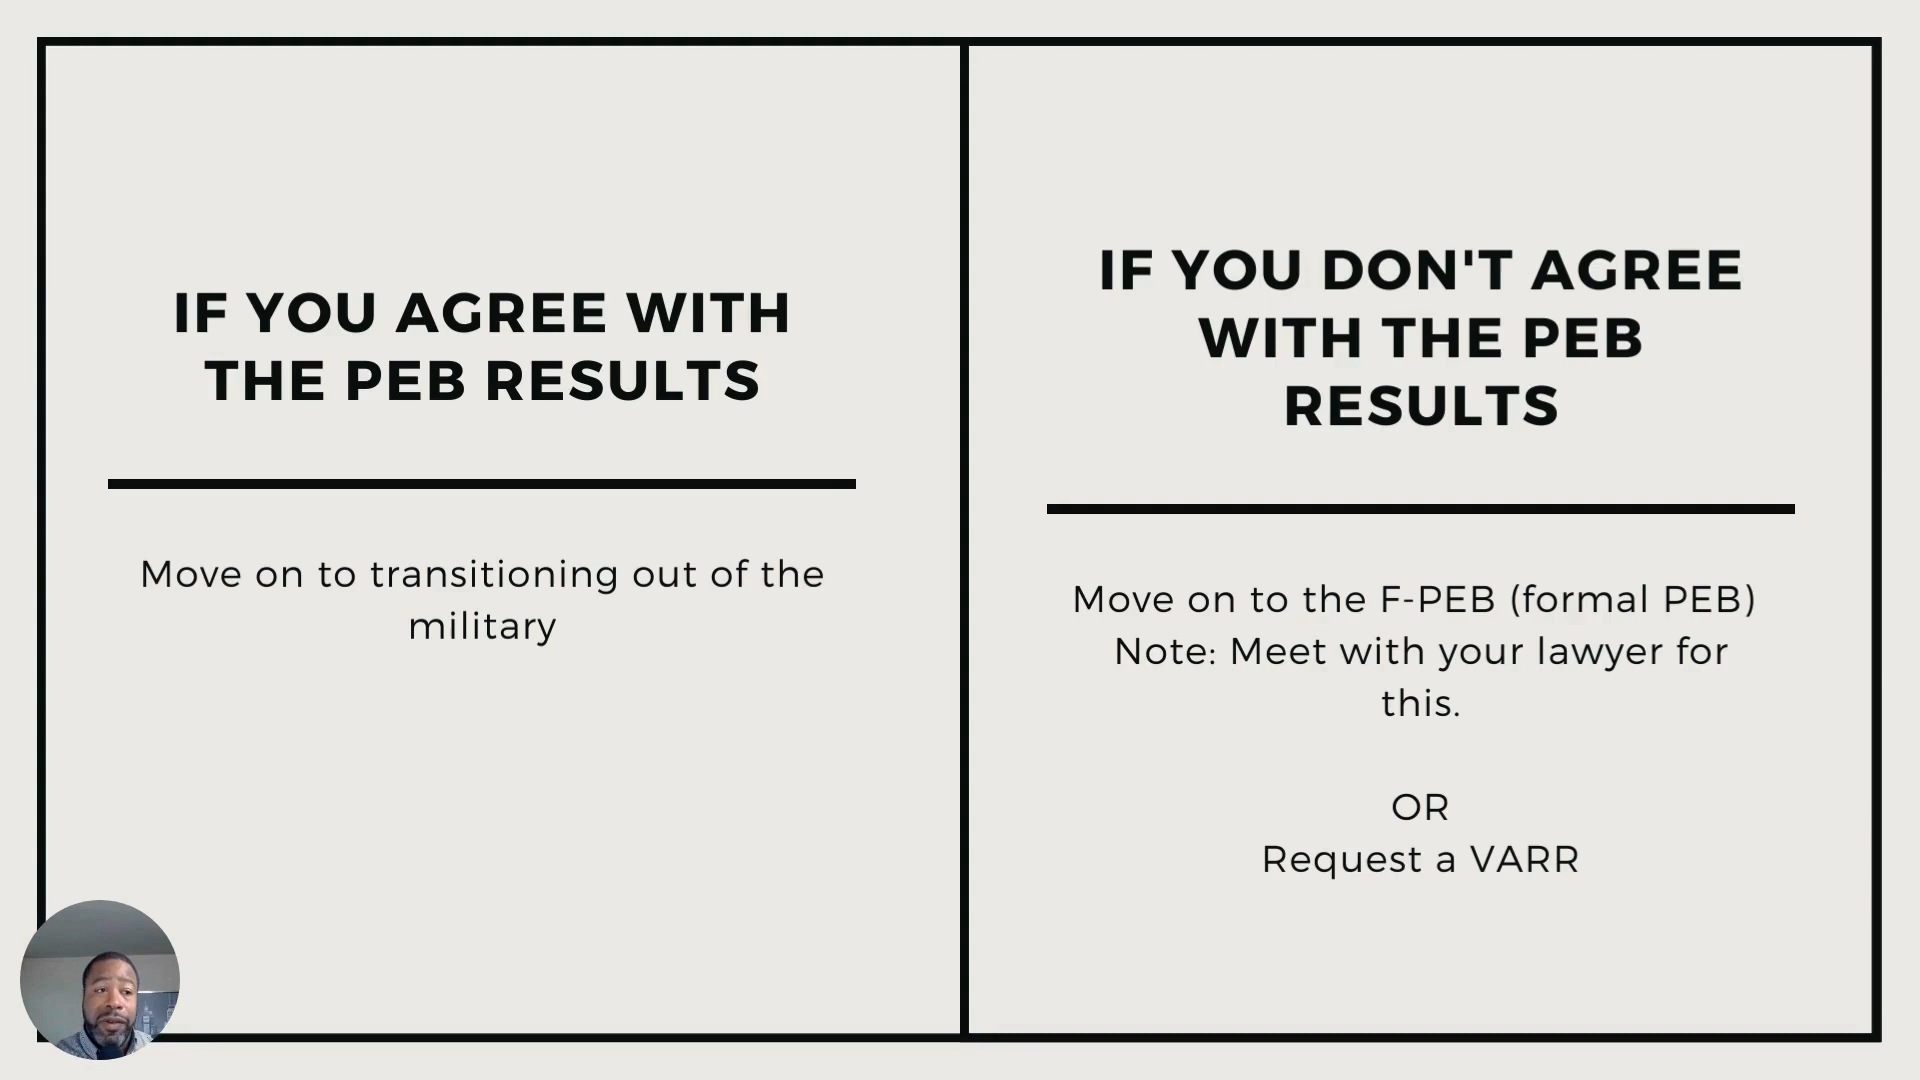 IF YOU AGREE WITH
THE PEB RESULTS
Move on to transitioning out of the
military
IF YOU DON'T AGREE
WITH THE PEB
RESULTS
Move on to the F-PEB (formal PEB)
Note: Meet with your lawyer for
this.
OR
Request a VARR